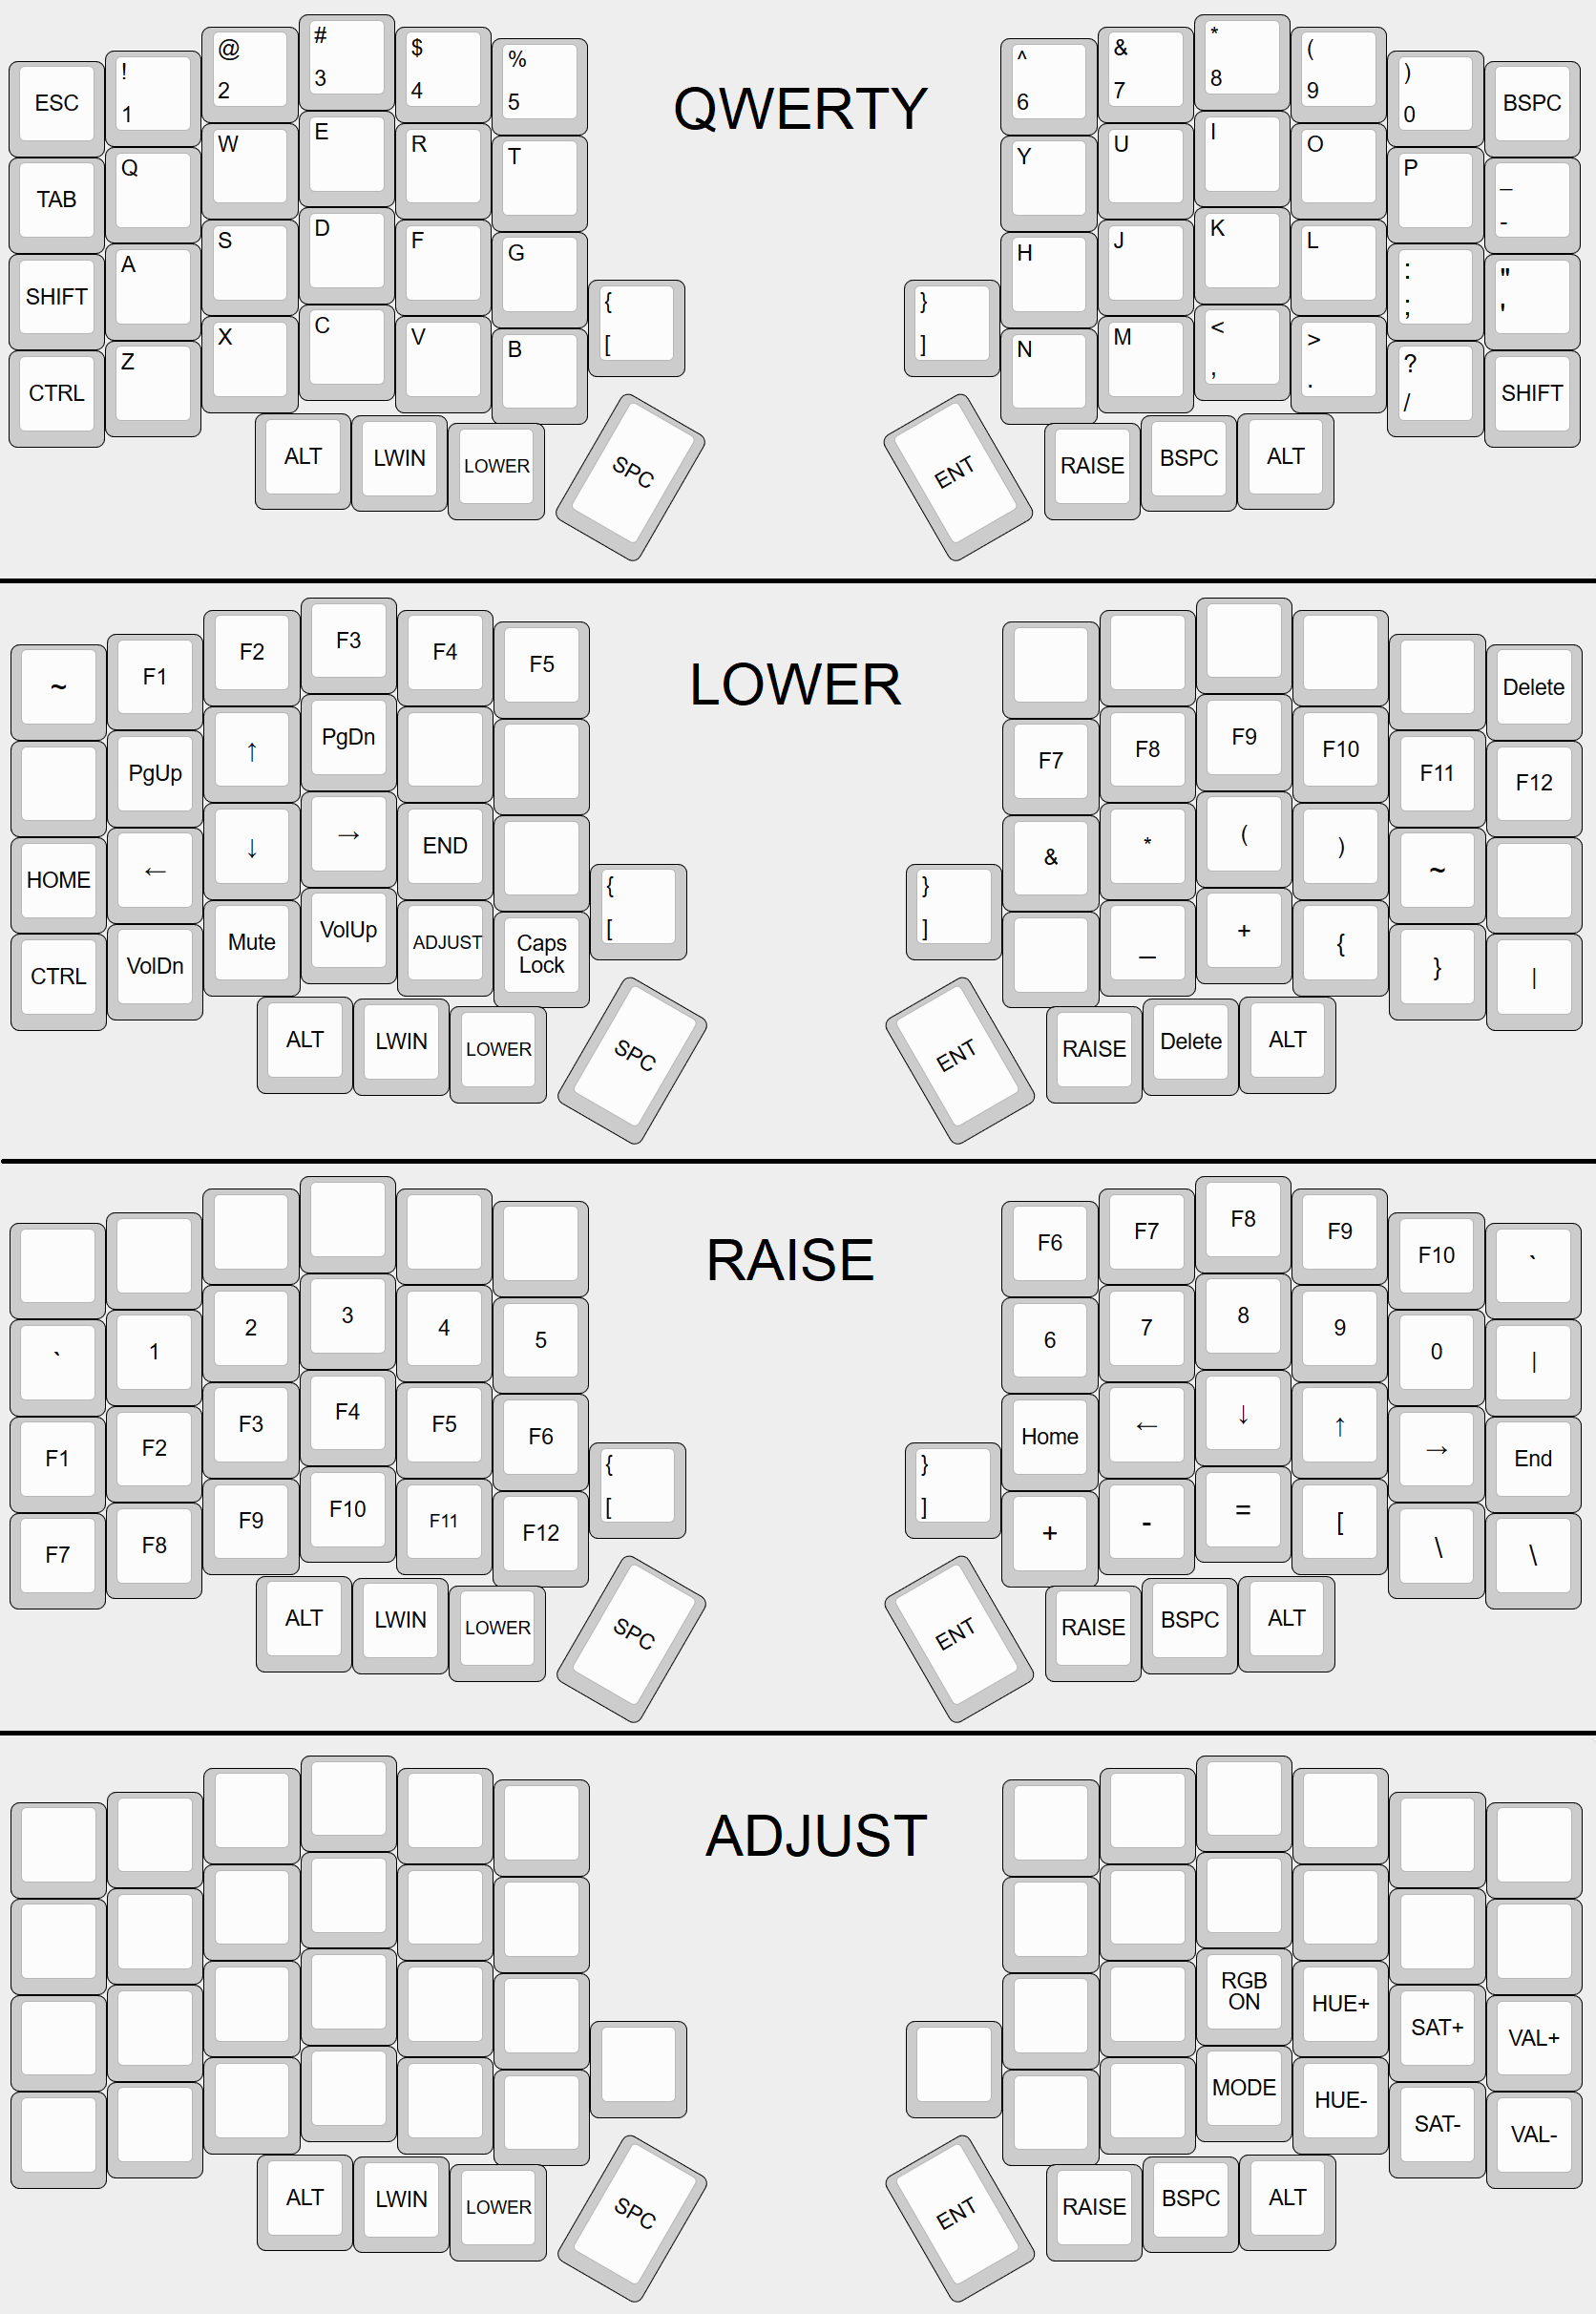 QWERTY
ESC ! 1 @ 2 # 3 $ 4 % 5 ^ 6 & 7 * 8 ( 9 ) 0 BSPC
TAB Q W E R T Y U I O P _ -
SHIFT A S D F G H J K L : ; " '
CTRL Z X C V B { [ } ] N M < , > . ? / SHIFT
ALT LWIN LOWER SPC ENT RAISE BSPC ALT
LOWER
~ F1 F2 F3 F4 F5 Delete
PgUp ↑ PgDn F7 F8 F9 F10 F11 F12
HOME ← ↓ → END & * ( ) ~
CTRL VolDn Mute VolUp ADJUST Caps Lock { [ } ] _ + { } |
ALT LWIN LOWER SPC ENT RAISE Delete ALT
RAISE
F6 F7 F8 F9 F10 `
` 1 2 3 4 5 6 7 8 9 0 |
F1 F2 F3 F4 F5 F6 Home ← ↓ ↑ → End
F7 F8 F9 F10 F11 F12 { [ } ] + - = [ \ \
ALT LWIN LOWER SPC ENT RAISE BSPC ALT
ADJUST
RGB ON HUE+ SAT+ VAL+
MODE HUE- SAT- VAL-
ALT LWIN LOWER SPC ENT RAISE BSPC ALT